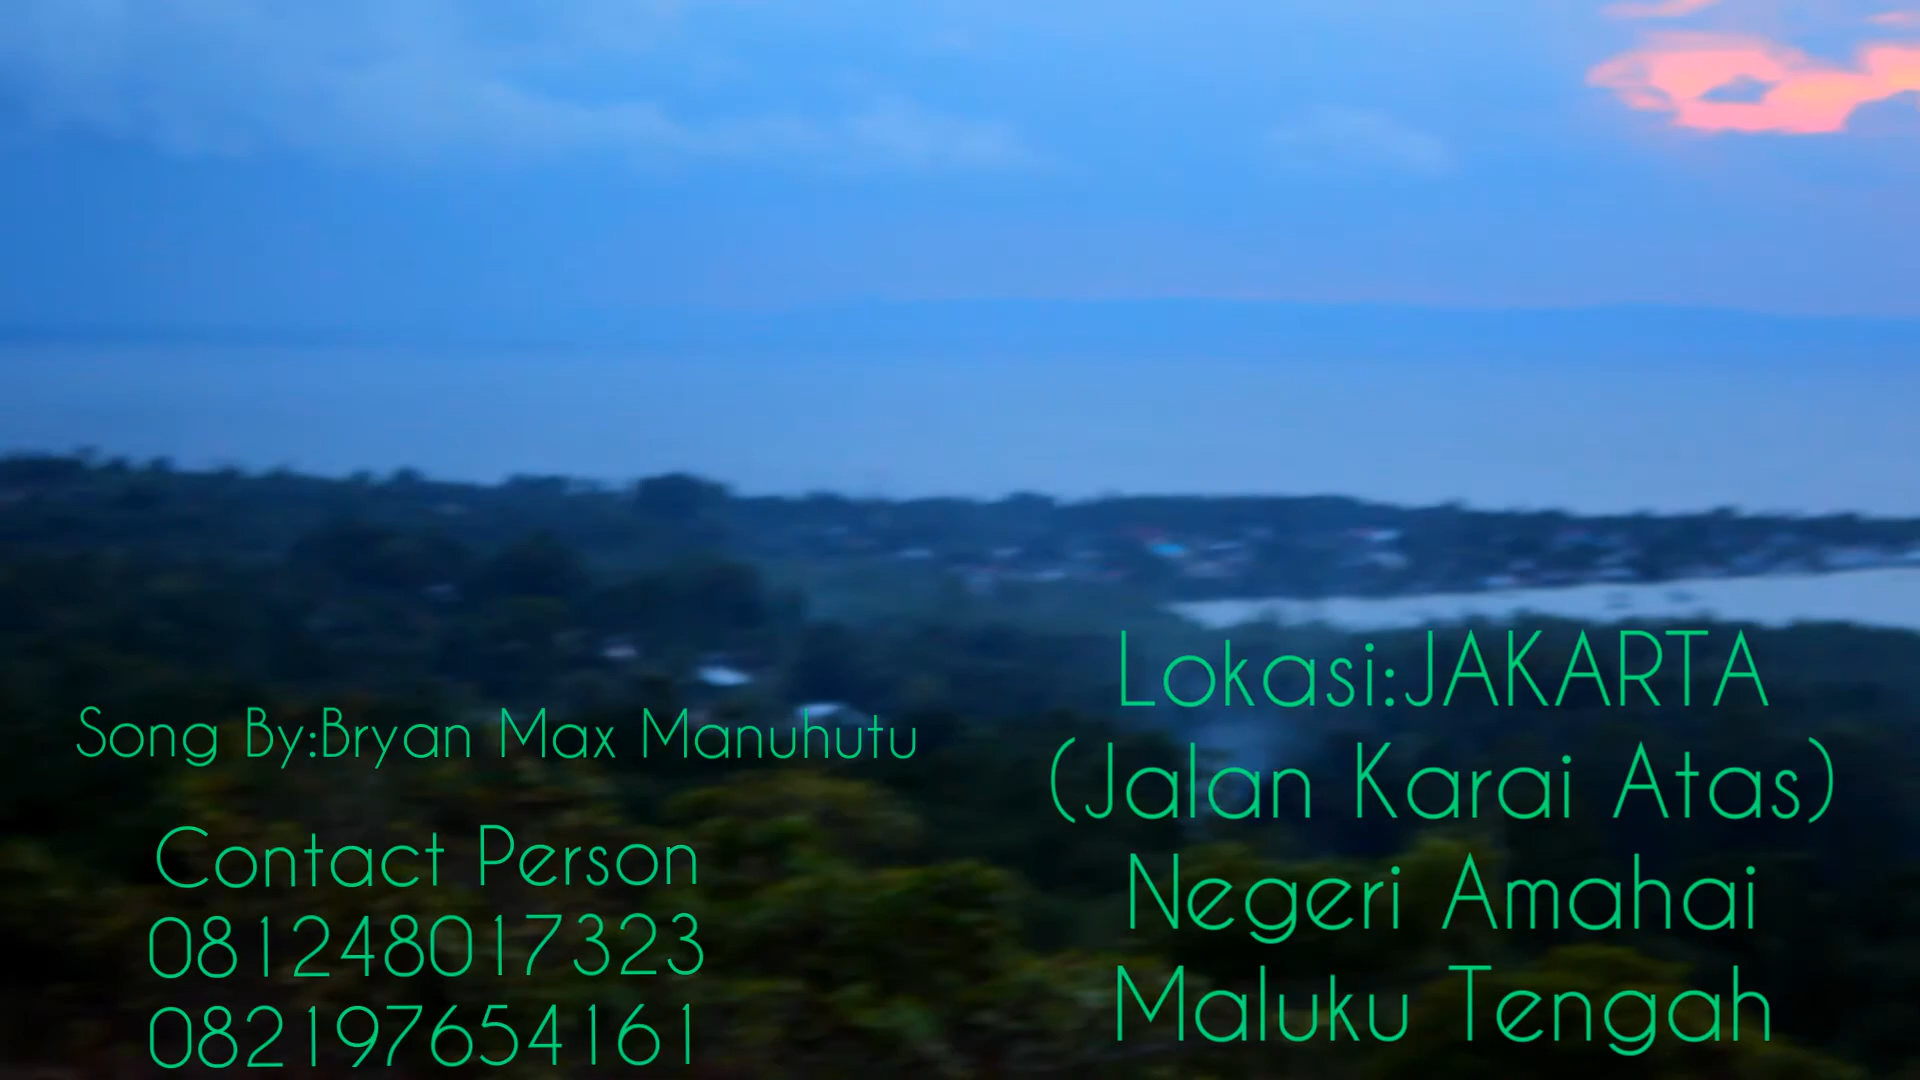 Song By:Bryan Max Manuhutu
Contact Person
081248017323
082197654161
Lokasi:JAKARTA
(Jalan Karai Atas)
Negeri Amahai
Maluku Tengah